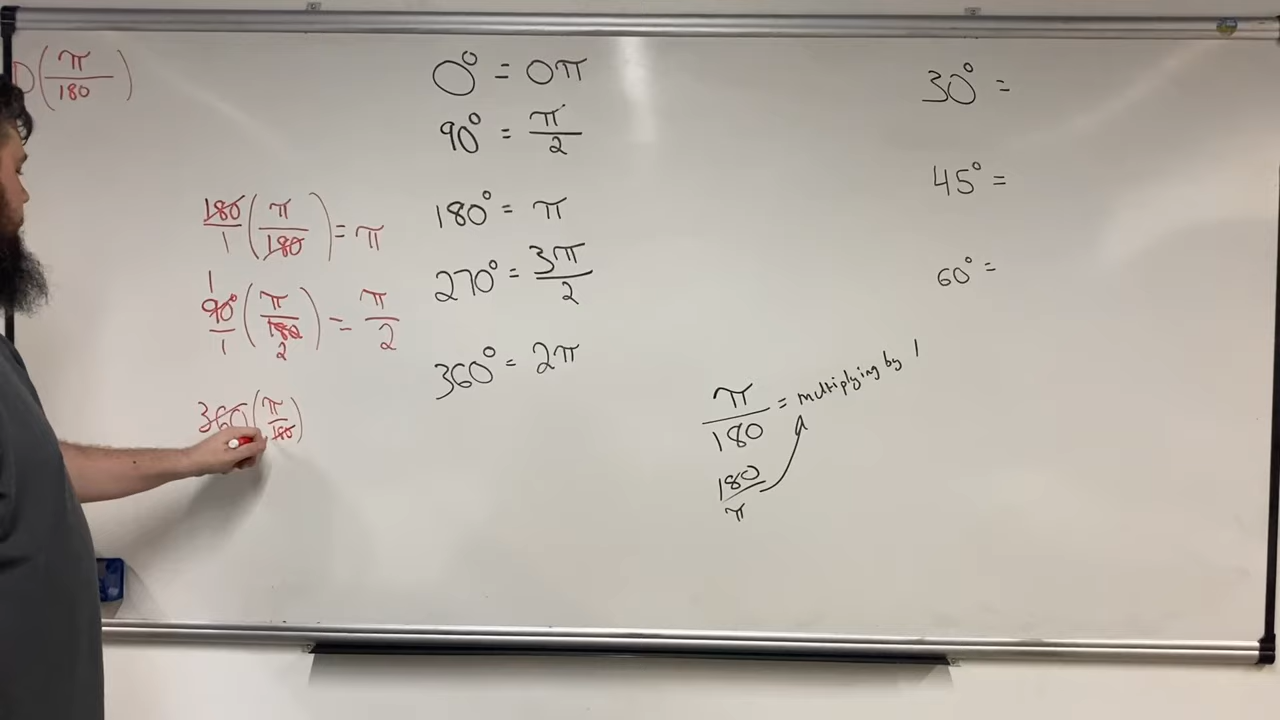 D(π/180)
180/1 (π/180) = π
1
90°/1 (π/180) = π/2
2
360(π/180)
0° = 0π
90° = π/2
180° = π
270° = 3π/2
360° = 2π
π/180 = multiplying by 1
180/π
30° =
45° =
60° =